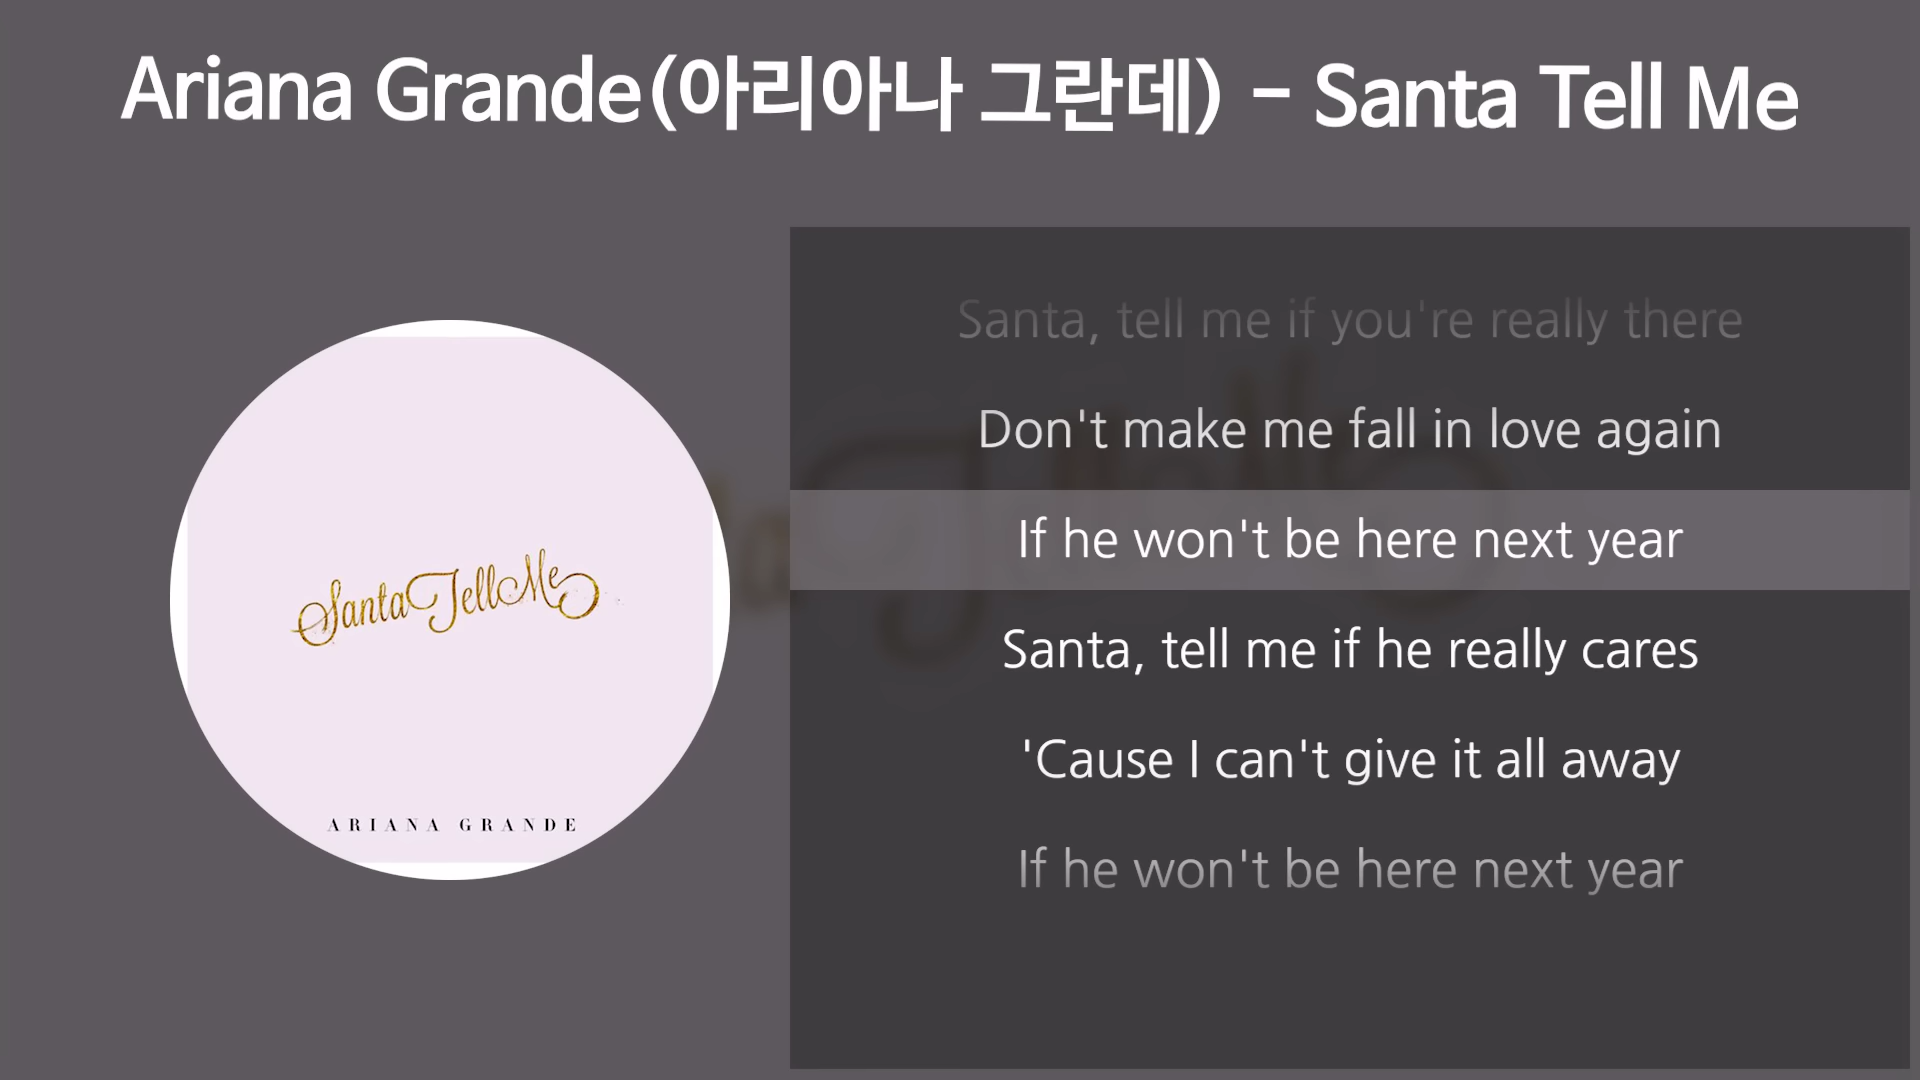 Ariana Grande(아리아나 그란데) - Santa Tell Me
Santa Tell Me
ARIANA GRANDE
Santa, tell me if you're really there
Don't make me fall in love again
If he won't be here next year
Santa, tell me if he really cares
'Cause I can't give it all away
If he won't be here next year